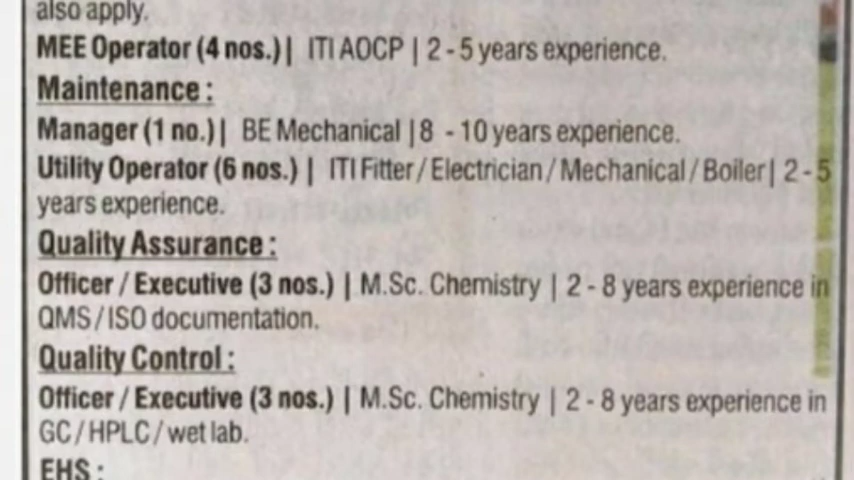 also apply.
MEE Operator (4 nos.) | ITI AOCP | 2 - 5 years experience.
Maintenance :
Manager (1 no.) | BE Mechanical | 8 - 10 years experience.
Utility Operator (6 nos.) | ITI Fitter / Electrician / Mechanical / Boiler | 2 - 5
years experience.
Quality Assurance :
Officer / Executive (3 nos.) | M.Sc. Chemistry | 2 - 8 years experience in
QMS / ISO documentation.
Quality Control :
Officer / Executive (3 nos.) | M.Sc. Chemistry | 2 - 8 years experience in
GC / HPLC / wet lab.
EHS :